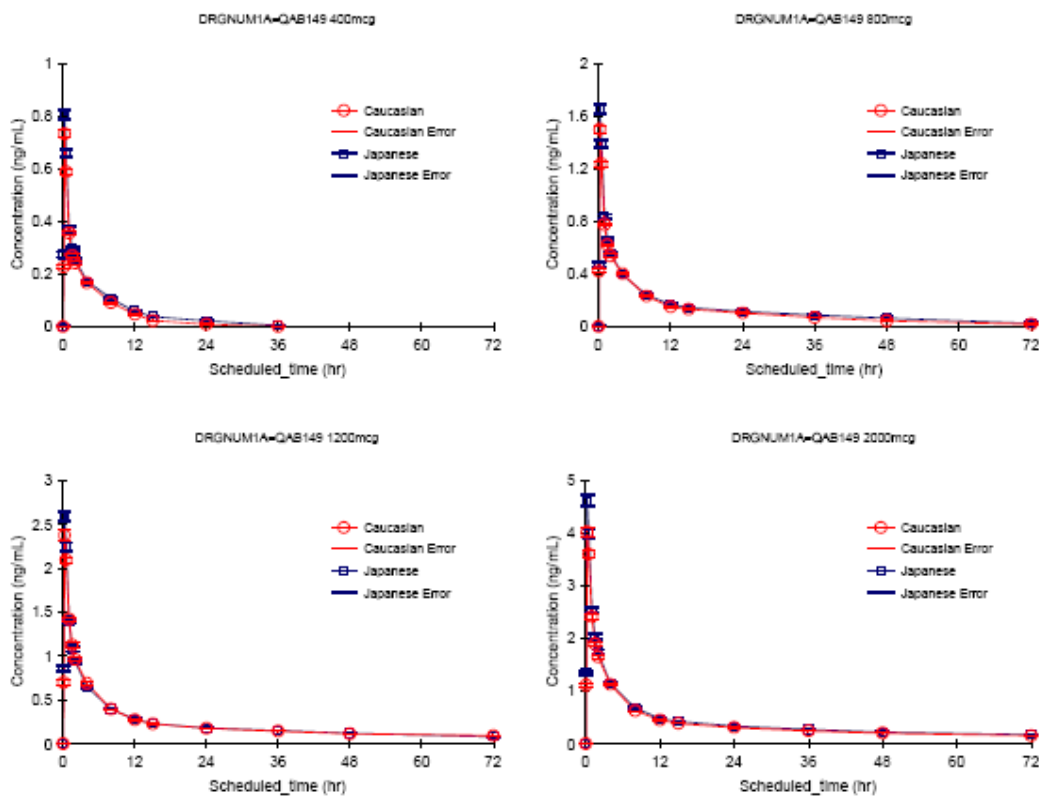 DRGNUM1A=QAB149 400mcg
Concentration (ng/mL)
1
0.8
0.6
0.4
0.2
0
Caucasian
Caucasian Error
Japanese
Japanese Error
0 12 24 36 48 60 72
Scheduled_time (hr)
DRGNUM1A=QAB149 800mcg
Concentration (ng/mL)
2
1.6
1.2
0.8
0.4
0
Caucasian
Caucasian Error
Japanese
Japanese Error
0 12 24 36 48 60 72
Scheduled_time (hr)
DRGNUM1A=QAB149 1200mcg
Concentration (ng/mL)
3
2.5
2
1.5
1
0.5
0
Caucasian
Caucasian Error
Japanese
Japanese Error
0 12 24 36 48 60 72
Scheduled_time (hr)
DRGNUM1A=QAB149 2000mcg
Concentration (ng/mL)
5
4
3
2
1
0
Caucasian
Caucasian Error
Japanese
Japanese Error
0 12 24 36 48 60 72
Scheduled_time (hr)